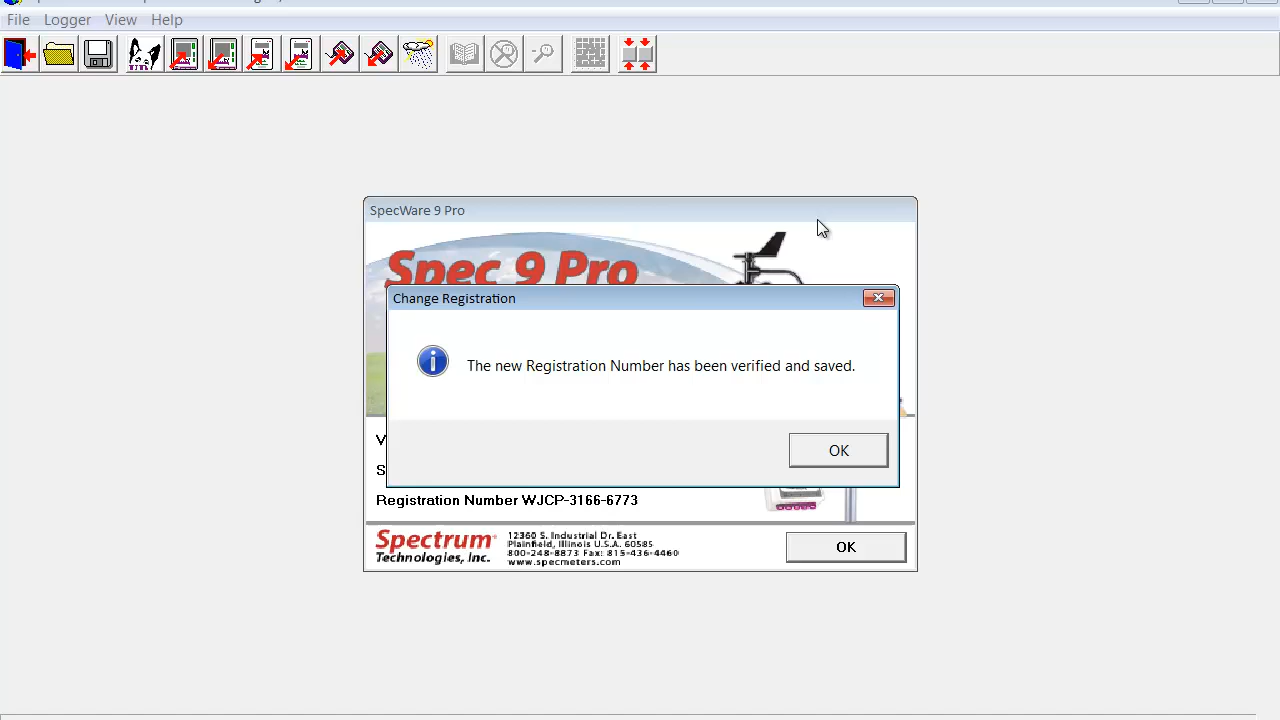 File Logger View Help
SpecWare 9 Pro
Spec 9 Pro
Change Registration
The new Registration Number has been verified and saved.
OK
V
S
Registration Number WJCP-3166-6773
Spectrum
Technologies, Inc.
12360 S. Industrial Dr. East
Plainfield, Illinois U.S.A. 60585
800-248-8873 Fax: 815-436-4460
www.specmeters.com
OK